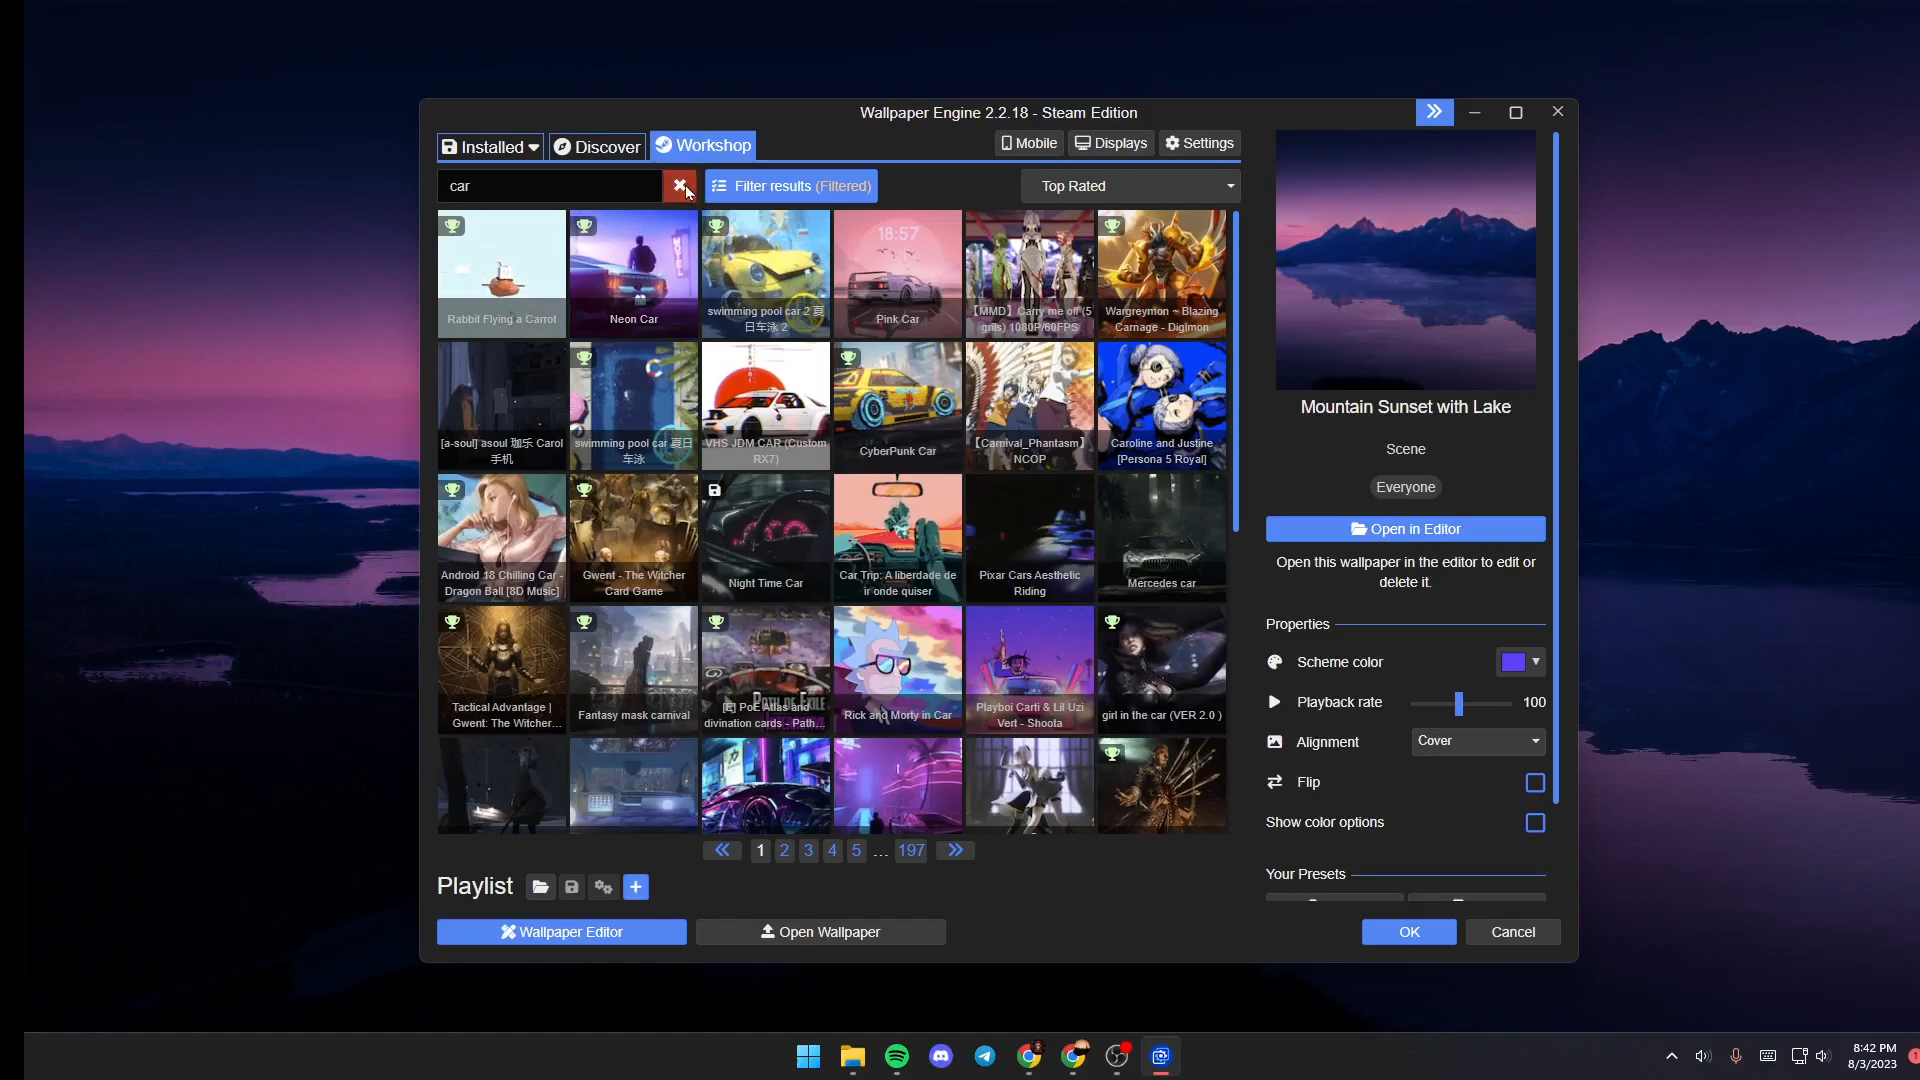 Wallpaper Engine 2.2.18 - Steam Edition
Installed
Discover
Workshop
Mobile
Displays
Settings
car
Filter results (Filtered)
Top Rated
Rabbit Flying a Carrot
Neon Car
swimming pool car 2 夏
日车泳 2
18:57
Pink Car
【MMD】Carry me off (5
grils) 1080P/60FPS
Wargreymon ~ Blazing
Carnage - Digimon
MOTEL
[a-soul] asoul 珈乐 Carol
手机
swimming pool car 夏日
车泳
VHS JDM CAR (Custom
RX7)
CyberPunk Car
【Carnival_Phantasm】
NCOP
Caroline and Justine
[Persona 5 Royal]
Android 18 Chilling Car -
Dragon Ball [8D Music]
Gwent - The Witcher
Card Game
Night Time Car
Car Trip: A liberdade de
ir onde quiser
Pixar Cars Aesthetic
Riding
Mercedes car
Tactical Advantage |
Gwent: The Witcher...
Fantasy mask carnival
PATH OF EXILE
[E] PoE Atlas and
divination cards - Path...
Rick and Morty in Car
Playboi Carti & Lil Uzi
Vert - Shoota
girl in the car (VER 2.0 )
1 2 3 4 5 ... 197
Playlist
Wallpaper Editor
Open Wallpaper
Mountain Sunset with Lake
Scene
Everyone
Open in Editor
Open this wallpaper in the editor to edit or
delete it.
Properties
Scheme color
Playback rate
100
Alignment
Cover
Flip
Show color options
Your Presets
OK
Cancel
8:42 PM
8/3/2023